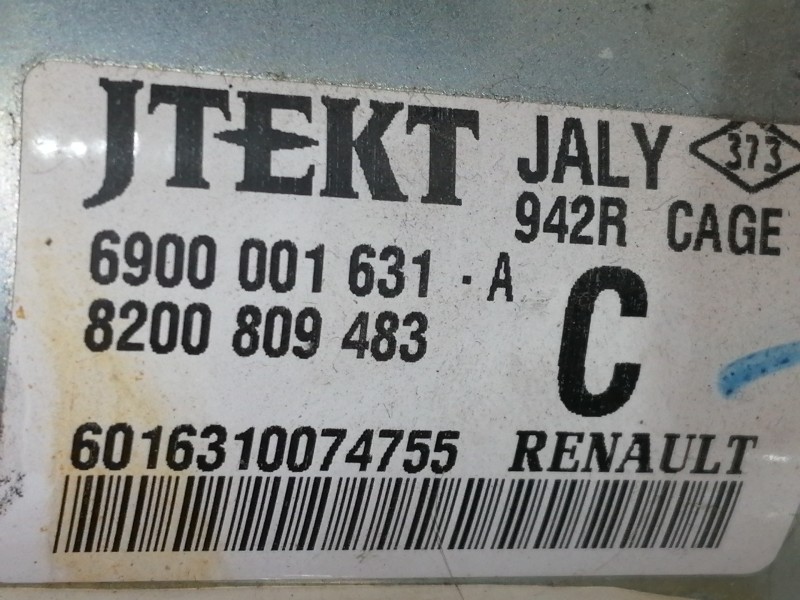 JTEKT JALY 373
942R CAGE
6900 001 631 - A
8200 809 483
C
6016310074755 RENAULT